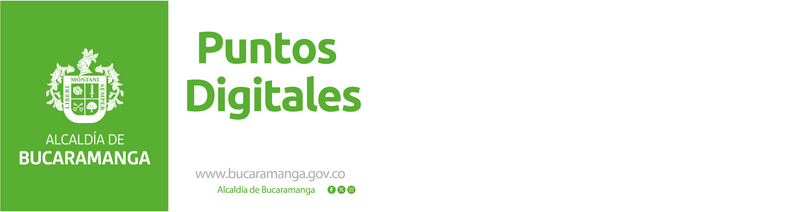 MONTANI
LIBERI
SEMPER
ALCALDÍA DE
BUCARAMANGA
Puntos
Digitales
www.bucaramanga.gov.co
Alcaldía de Bucaramanga